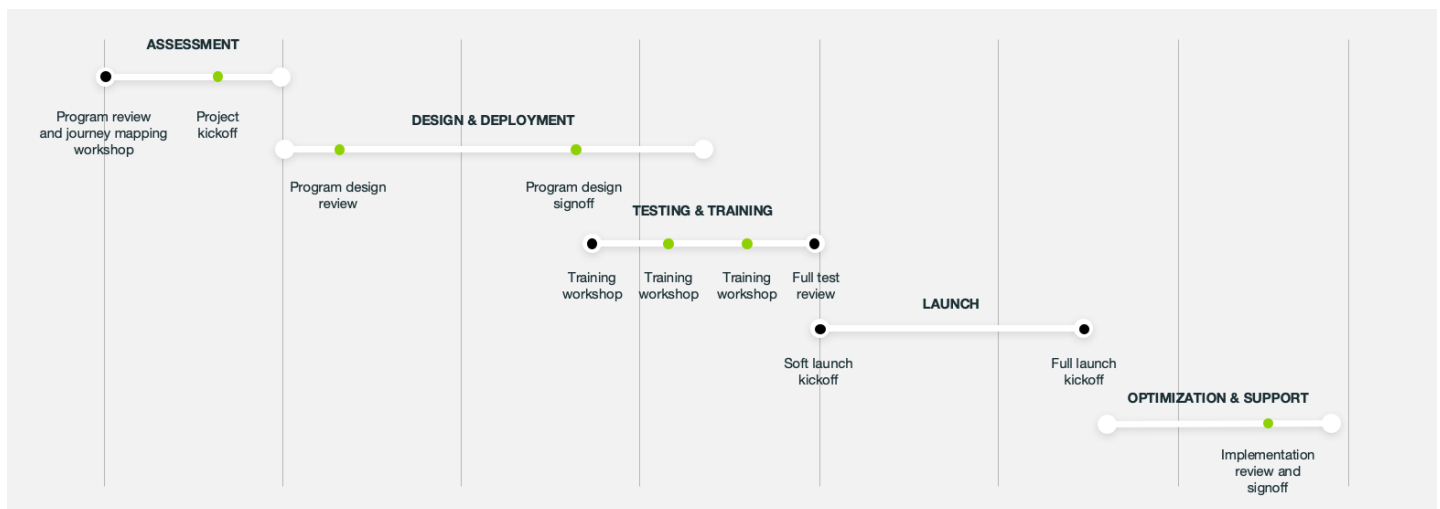 ASSESSMENT
Program review
and journey mapping
workshop
Project
kickoff
DESIGN & DEPLOYMENT
Program design
review
Program design
signoff
TESTING & TRAINING
Training
workshop
Training
workshop
Training
workshop
Full test
review
LAUNCH
Soft launch
kickoff
Full launch
kickoff
OPTIMIZATION & SUPPORT
Implementation
review and
signoff